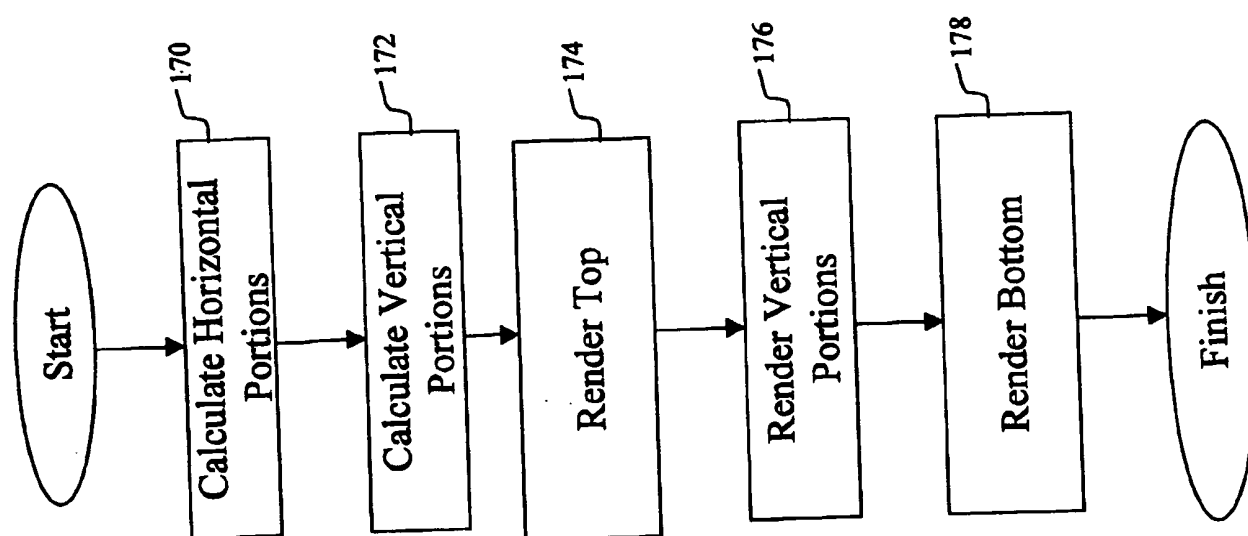 Start
170
Calculate Horizontal
Portions
172
Calculate Vertical
Portions
174
Render Top
176
Render Vertical
Portions
178
Render Bottom
Finish